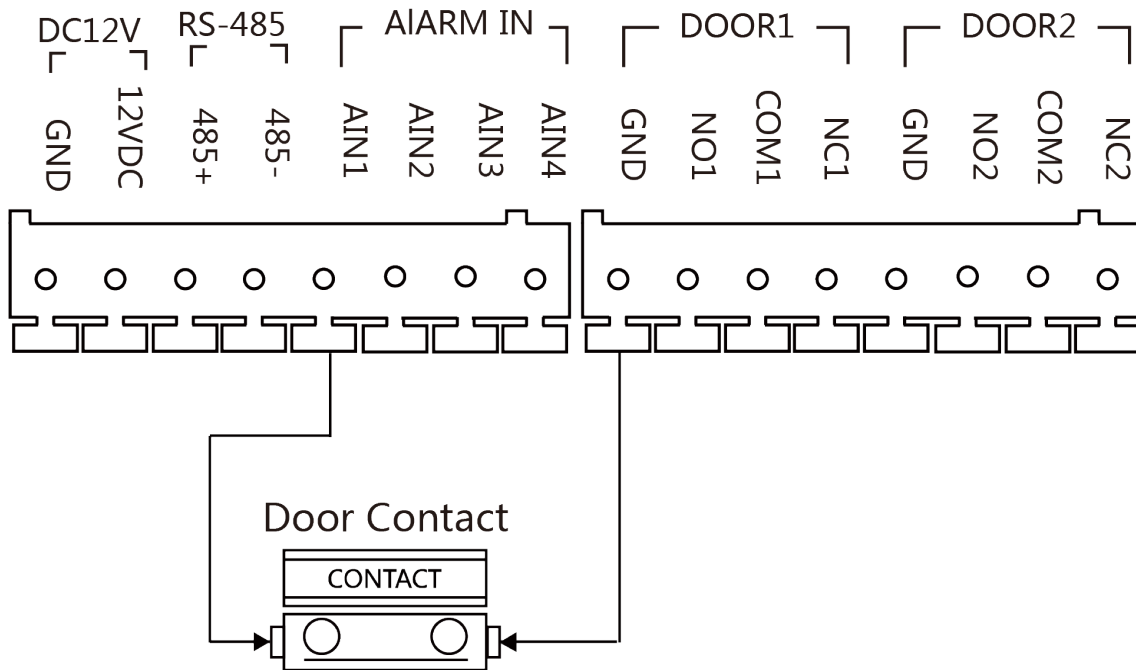 DC12V RS-485 AlARM IN DOOR1 DOOR2
GND 12VDC 485+ 485- AIN1 AIN2 AIN3 AIN4 GND NO1 COM1 NC1 GND NO2 COM2 NC2
Door Contact
CONTACT